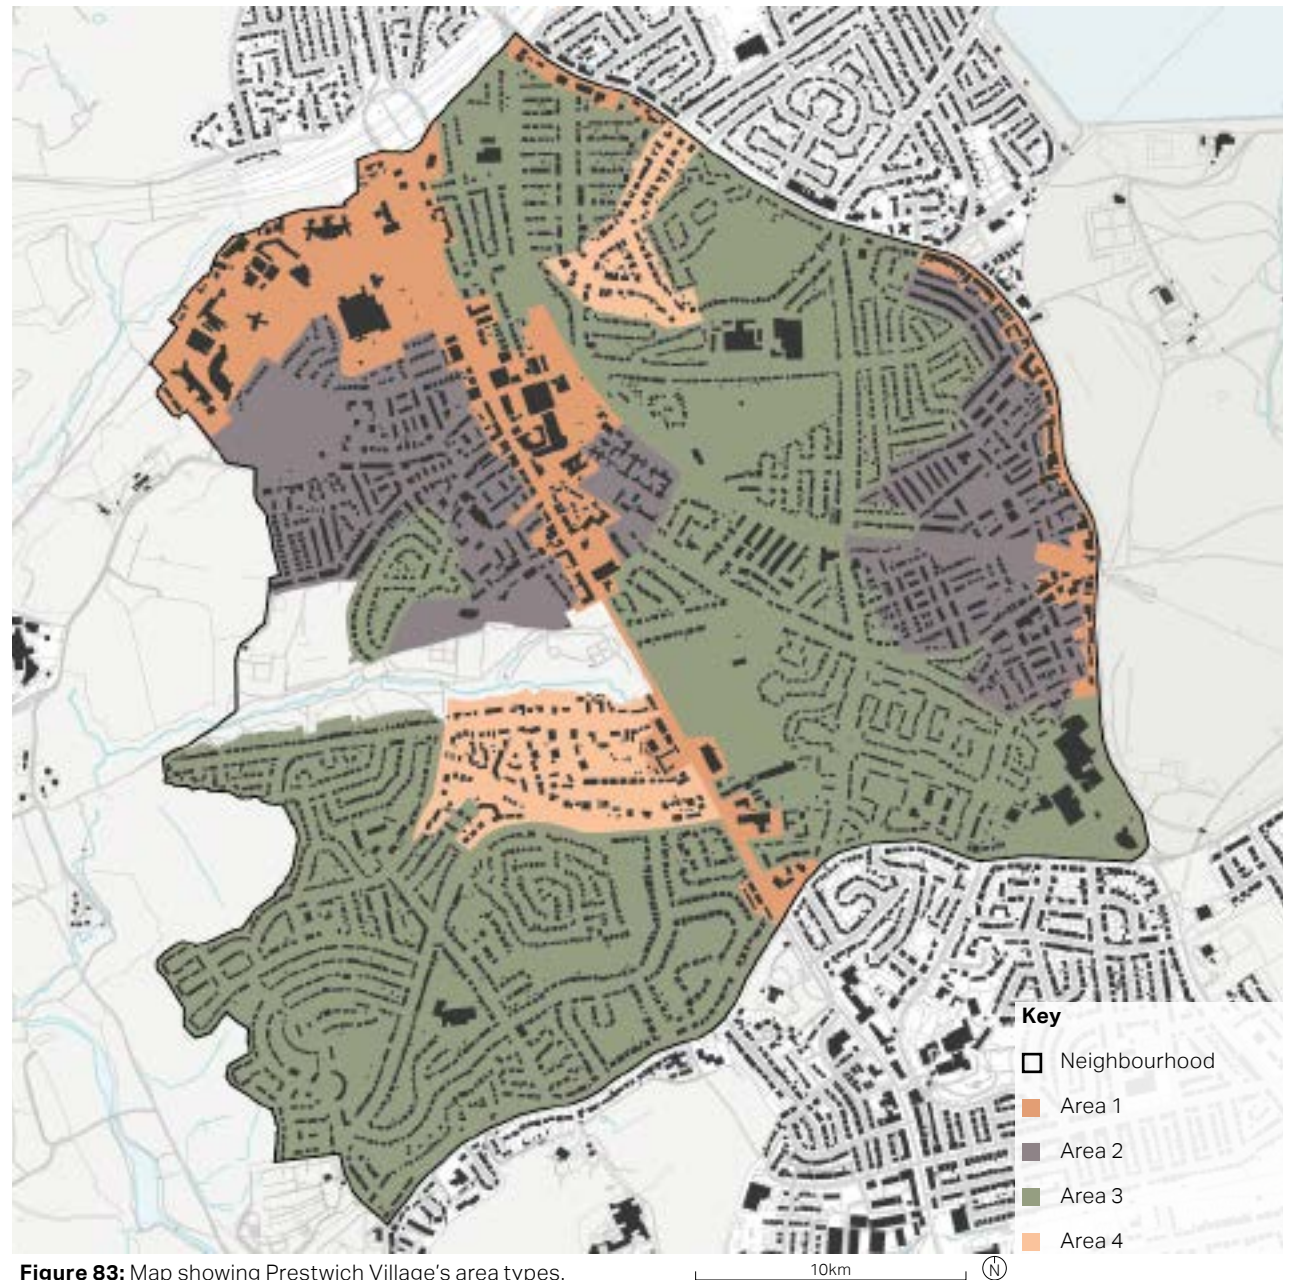 Key
Neighbourhood
Area 1
Area 2
Area 3
Area 4
Figure 83: Map showing Prestwich Village's area types.
10km
N